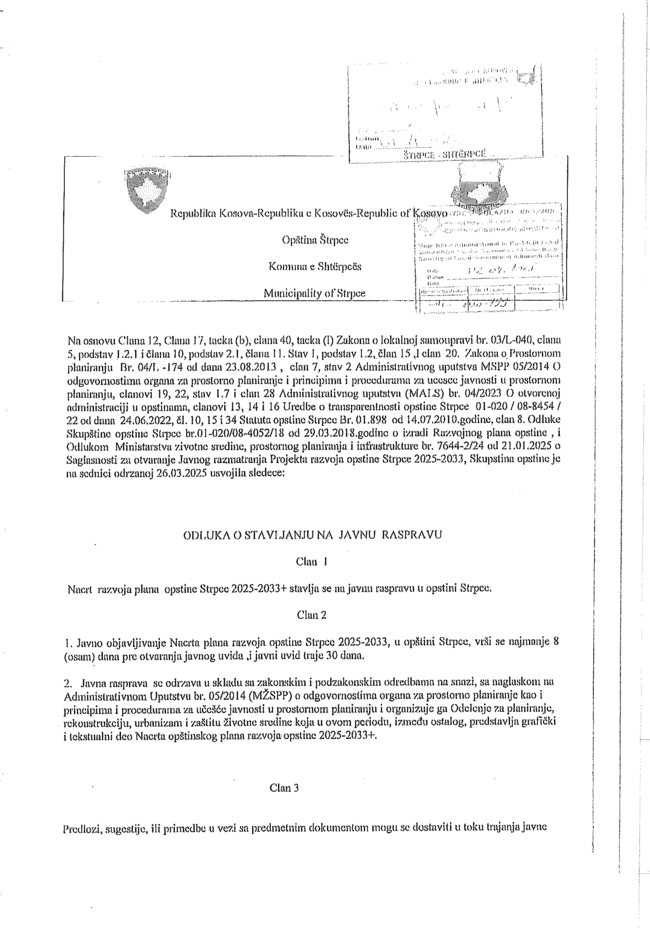 ŠTRPCE - SHTËRPCË
Republika Kosova-Republika e Kosovës-Republic of Kosovo
Opština Štrpce
Komuna e Shtërpcës
Municipality of Strpce
Na osnovu Clana 12, Clana 17, tacka (b), clana 40, tacka (l) Zakona o lokalnoj samoupravi br. 03/L-040, clana
5, podstav 1.2.1 i člana 10, podstav 2.1, člana 11. Stav 1, podstav 1.2, član 15 ,I clan 20. Zakona o Prostornom
planiranju Br. 04/L -174 od dana 23.08.2013 , clan 7, stav 2 Administrativnog uputstva MSPP 05/2014 O
odgovornostima organa za prostorno planiranje i principima i procedurama za ucesce javnosti u prostornom
planiranju, clanovi 19, 22, stav 1.7 i clan 28 Administrativnog uputstva (MALS) br. 04/2023 O otvorenoj
administraciji u opstinama, clanovi 13, 14 i 16 Uredbe o transparentnosti opstine Strpce 01-020 / 08-8454 /
22 od dana 24.06.2022, čl. 10, 15 i 34 Statuta opstine Strpce Br. 01.898 od 14.07.2010.godine, clan 8. Odluke
Skupštine opstine Strpce br.01-020/08-4052/18 od 29.03.2018.godine o izradi Razvojnog plana opstine , i
Odlukom Ministarstva zivotne sredine, prostornog planiranja i infrastrukture br. 7644-2/24 od 21.01.2025 o
Saglasnosti za otvaranje Javnog razmatranja Projekta razvoja opstine Strpce 2025-2033, Skupstina opstine je
na sednici odrzanoj 26.03.2025 usvojila sledece:
ODLUKA O STAVLJANJU NA JAVNU RASPRAVU
Clan 1
Nacrt razvoja plana opstine Strpce 2025-2033+ stavlja se na javnu raspravu u opstini Strpce.
Clan 2
1. Javno objavljivanje Nacrta plana razvoja opstine Strpce 2025-2033, u opštini Strpce, vrši se najmanje 8
(osam) dana pre otvaranja javnog uvida ,i javni uvid traje 30 dana.
2. Javna rasprava se odrzava u skladu sa zakonskim i podzakonskim odredbama na snazi, sa naglaskom na
Administrativnom Uputstvu br. 05/2014 (MŽSPP) o odgovornostima organa za prostorno planiranje kao i
principima i procedurama za učešće javnosti u prostornom planiranju i organizuje ga Odelenje za planiranje,
rekonstrukciju, urbanizam i zaštitu životne sredine koja u ovom periodu, između ostalog, predstavlja grafički
i tekstualni deo Nacrta opštinskog plana razvoja opstine 2025-2033+.
Clan 3
Predlozi, sugestije, ili primedbe u vezi sa predmetnim dokumentom mogu se dostaviti u toku trajanja javne